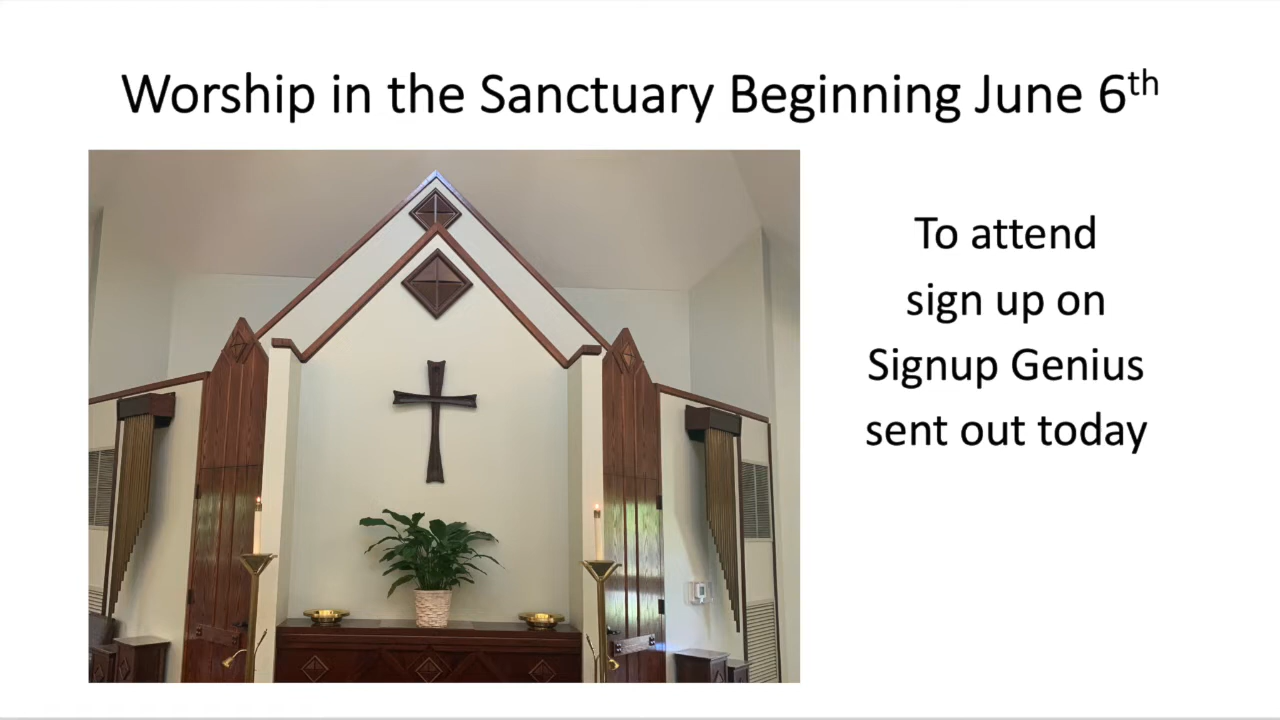 Worship in the Sanctuary Beginning June 6th
To attend
sign up on
Signup Genius
sent out today